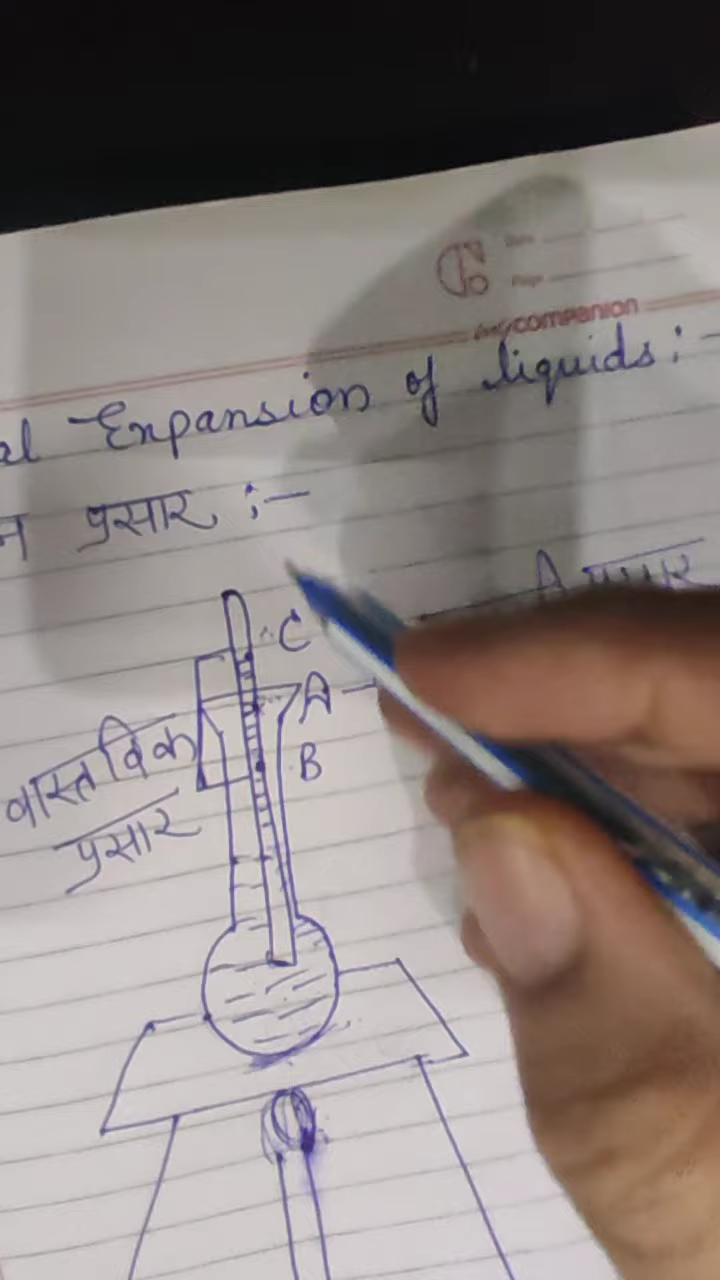 companion
al Expansion of liquids:-
न प्रसार :-
C
A
B
वास्तविक
प्रसार